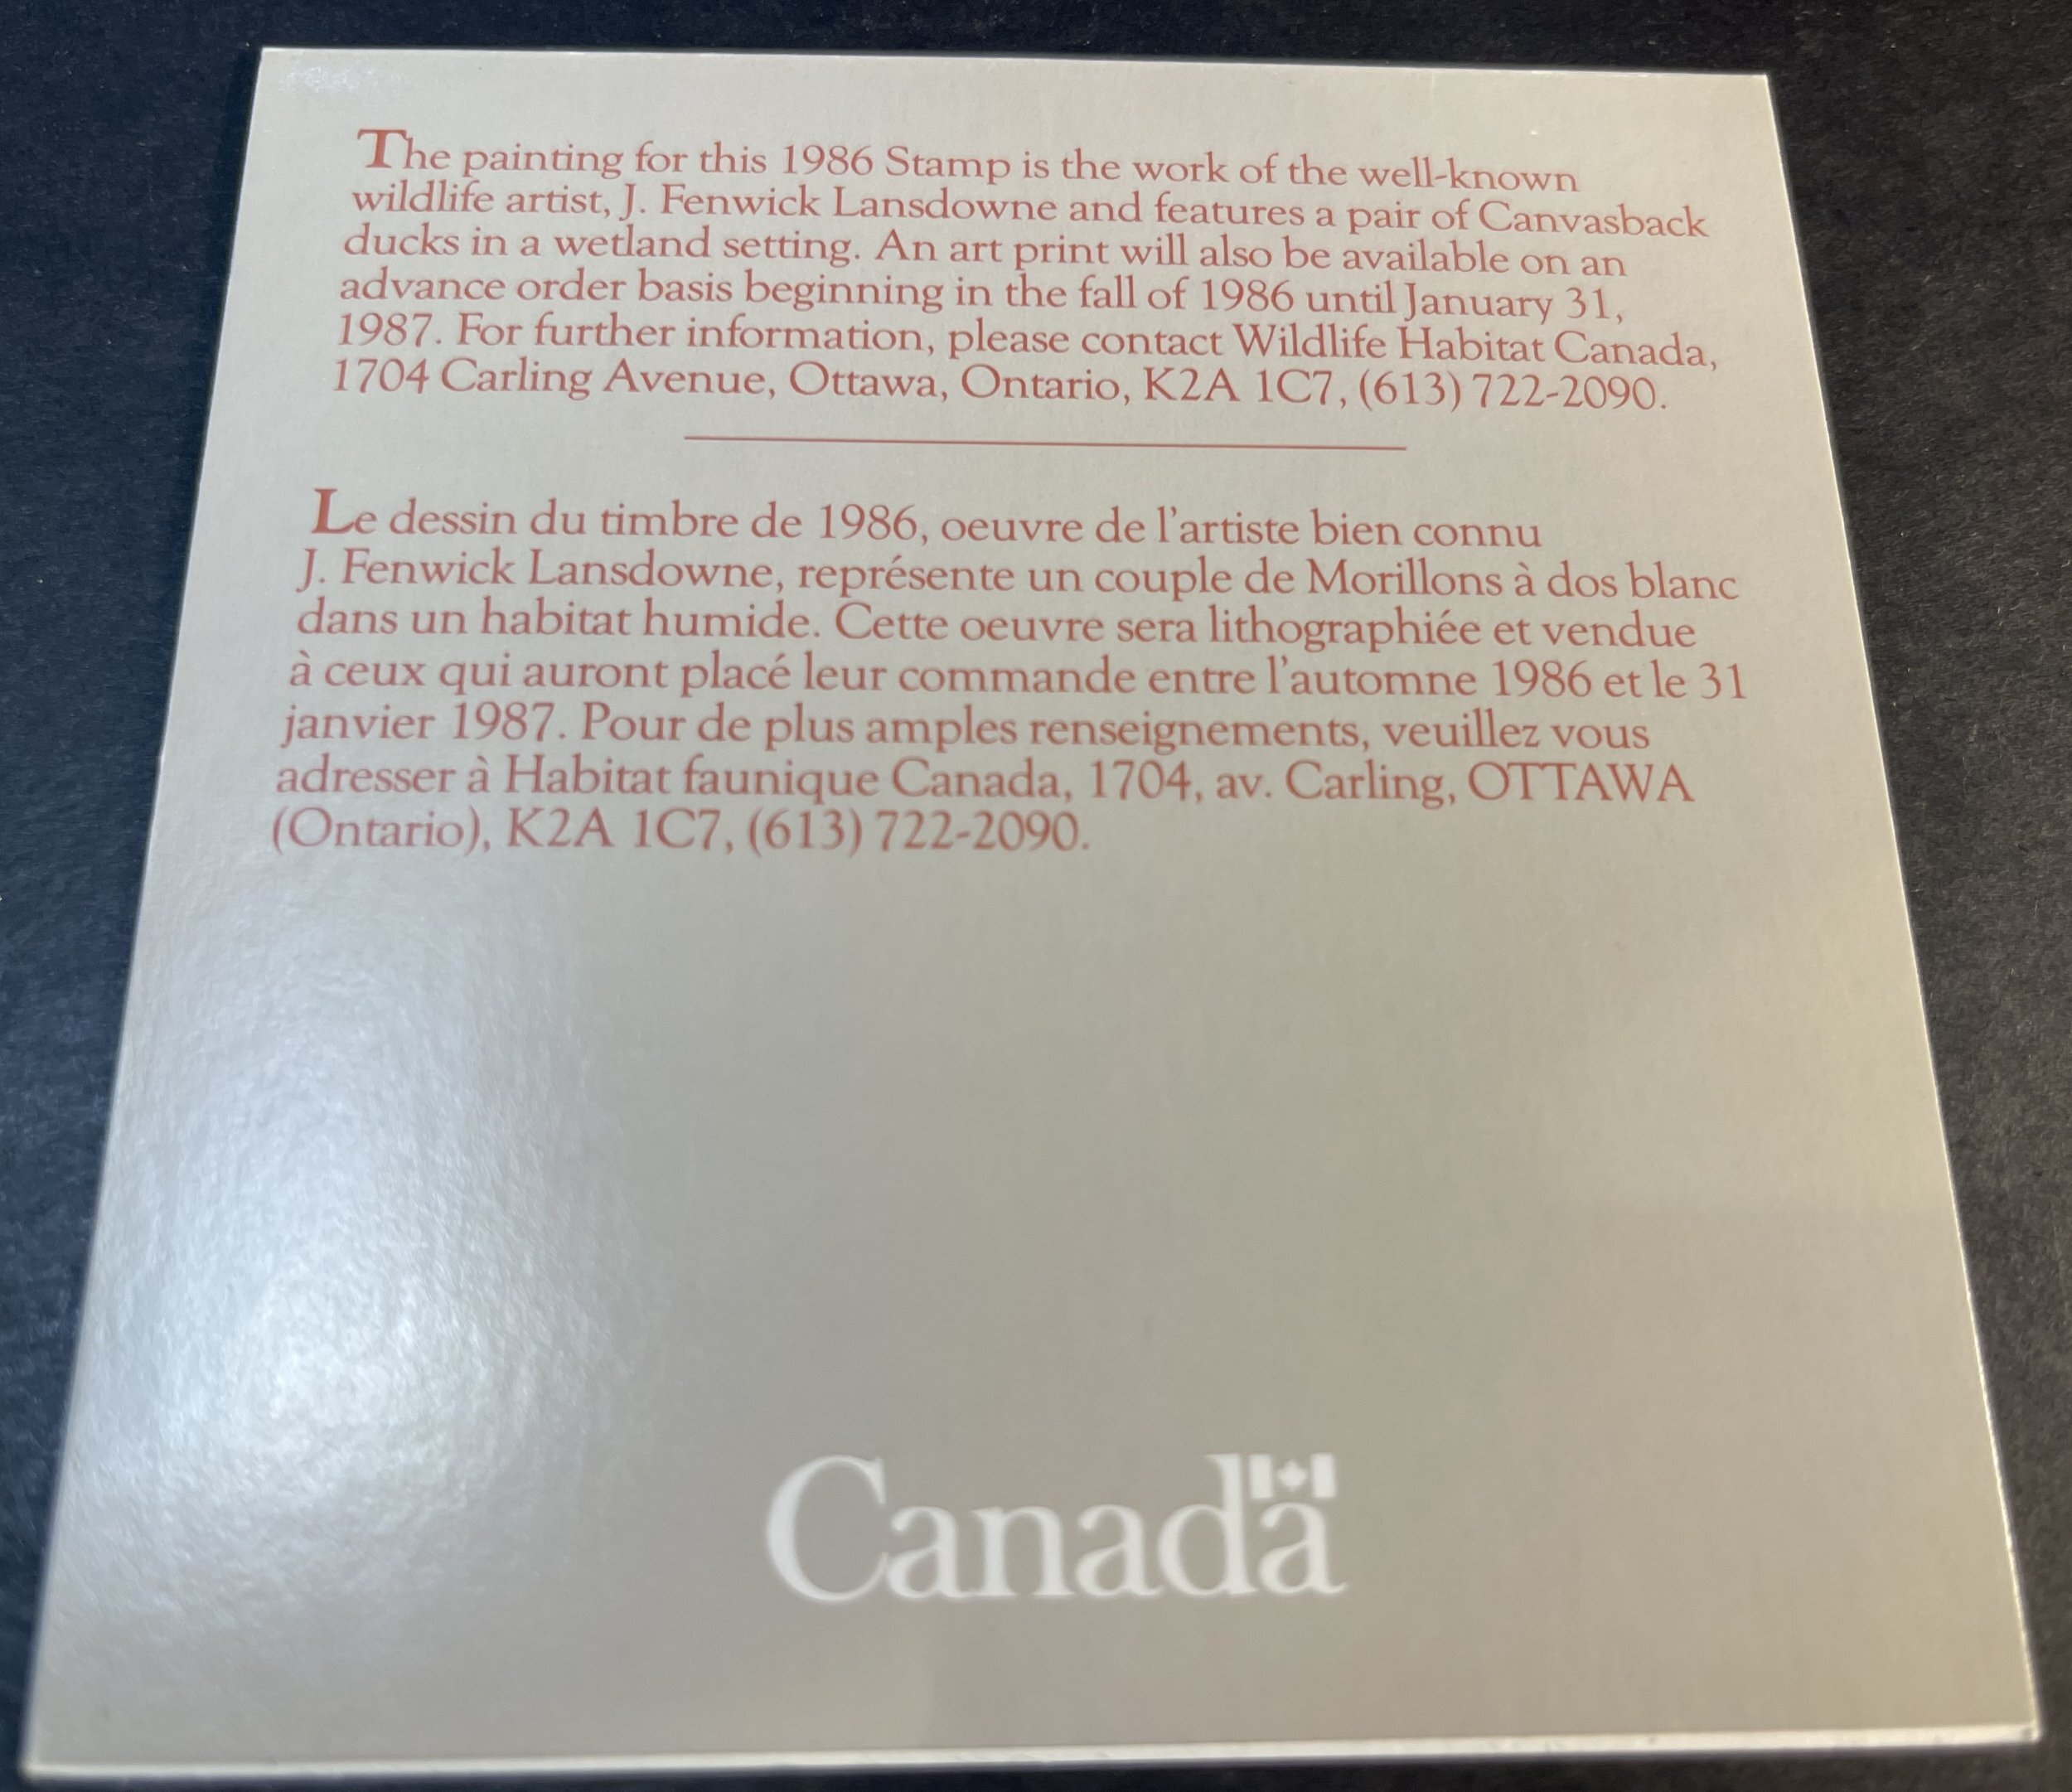 The painting for this 1986 Stamp is the work of the well-known
wildlife artist, J. Fenwick Lansdowne and features a pair of Canvasback
ducks in a wetland setting. An art print will also be available on an
advance order basis beginning in the fall of 1986 until January 31,
1987. For further information, please contact Wildlife Habitat Canada,
1704 Carling Avenue, Ottawa, Ontario, K2A 1C7, (613) 722-2090.
Le dessin du timbre de 1986, oeuvre de l'artiste bien connu
J. Fenwick Lansdowne, représente un couple de Morillons à dos blanc
dans un habitat humide. Cette oeuvre sera lithographiée et vendue
à ceux qui auront placé leur commande entre l'automne 1986 et le 31
janvier 1987. Pour de plus amples renseignements, veuillez vous
adresser à Habitat faunique Canada, 1704, av. Carling, OTTAWA
(Ontario), K2A 1C7, (613) 722-2090.
Canada